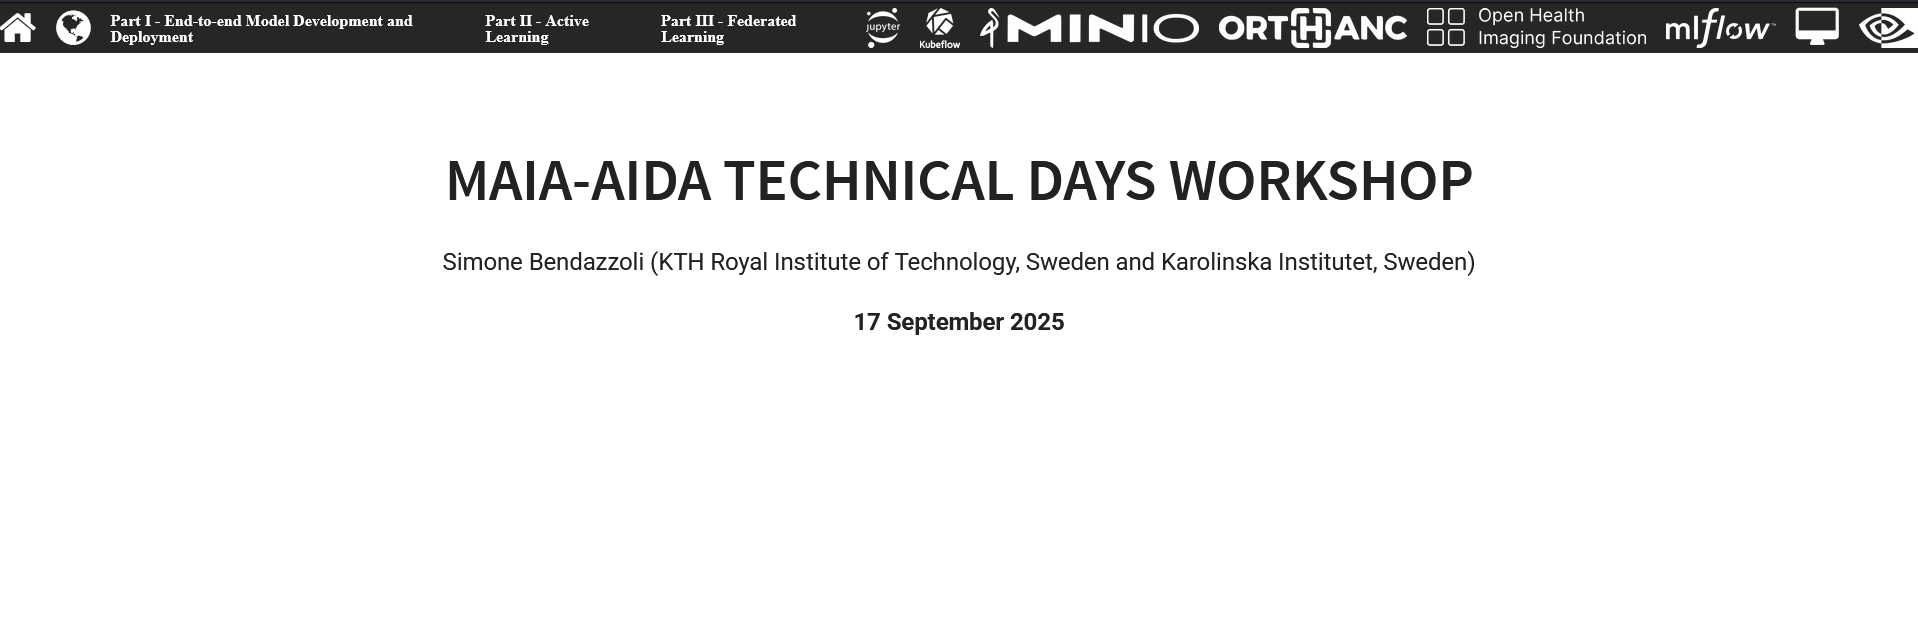 Part I - End-to-end Model Development and
Deployment
Part II - Active
Learning
Part III - Federated
Learning
jupyter
Kubeflow
MINIO
ORTHANC
Open Health
Imaging Foundation
mlflow
MAIA-AIDA TECHNICAL DAYS WORKSHOP
Simone Bendazzoli (KTH Royal Institute of Technology, Sweden and Karolinska Institutet, Sweden)
17 September 2025